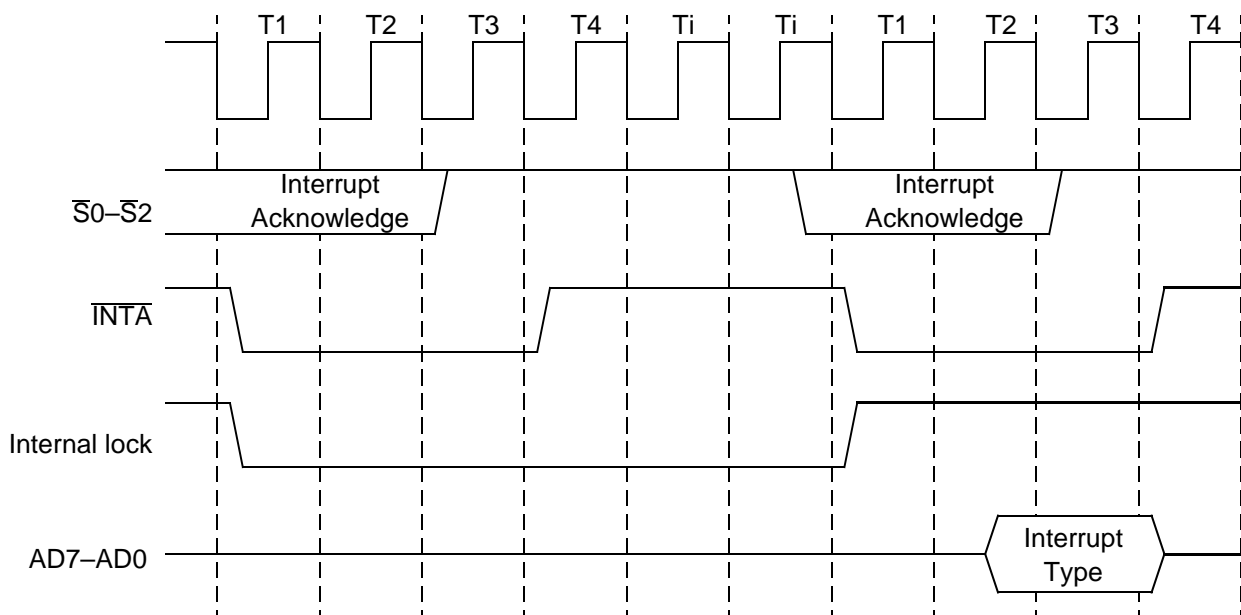 T1 T2 T3 T4 Ti Ti T1 T2 T3 T4
S̅0–S̅2
Interrupt
Acknowledge
Interrupt
Acknowledge
I̅N̅T̅A̅
Internal lock
AD7–AD0
Interrupt
Type